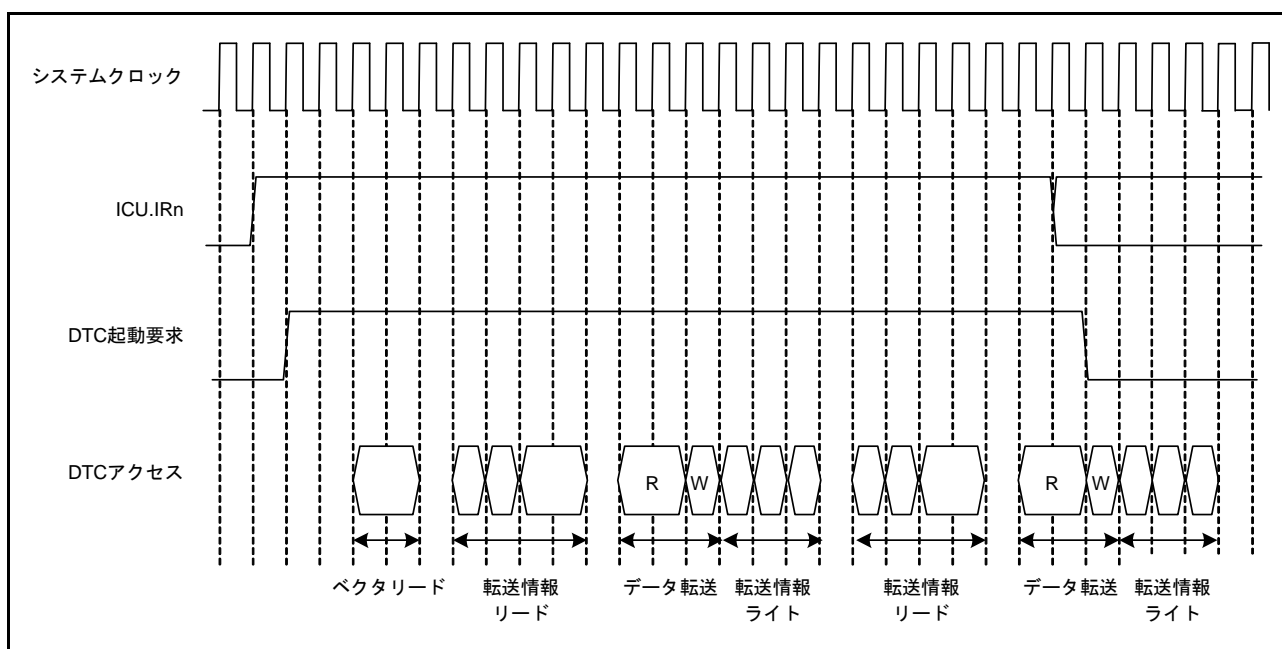 システムクロック
ICU.IRn
DTC起動要求
DTCアクセス
R
W
R
W
ベクタリード
転送情報
リード
データ転送
転送情報
ライト
転送情報
リード
データ転送
転送情報
ライト